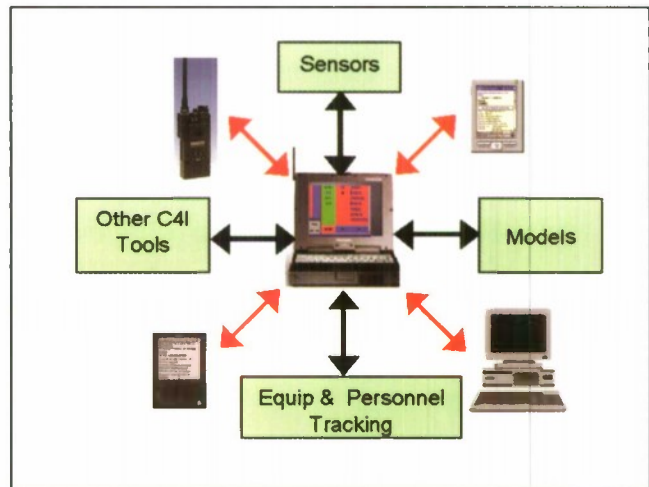 Sensors
Other C4I
Tools
Models
Equip & Personnel
Tracking